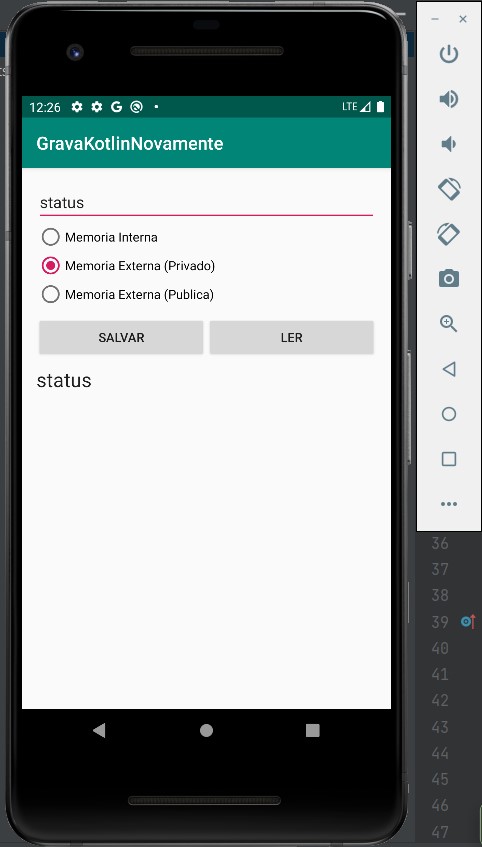 12:26
LTE
GravaKotlinNovamente
status
Memoria Interna
Memoria Externa (Privado)
Memoria Externa (Publica)
SALVAR LER
status
36
37
38
39
40
41
42
43
44
45
46
47